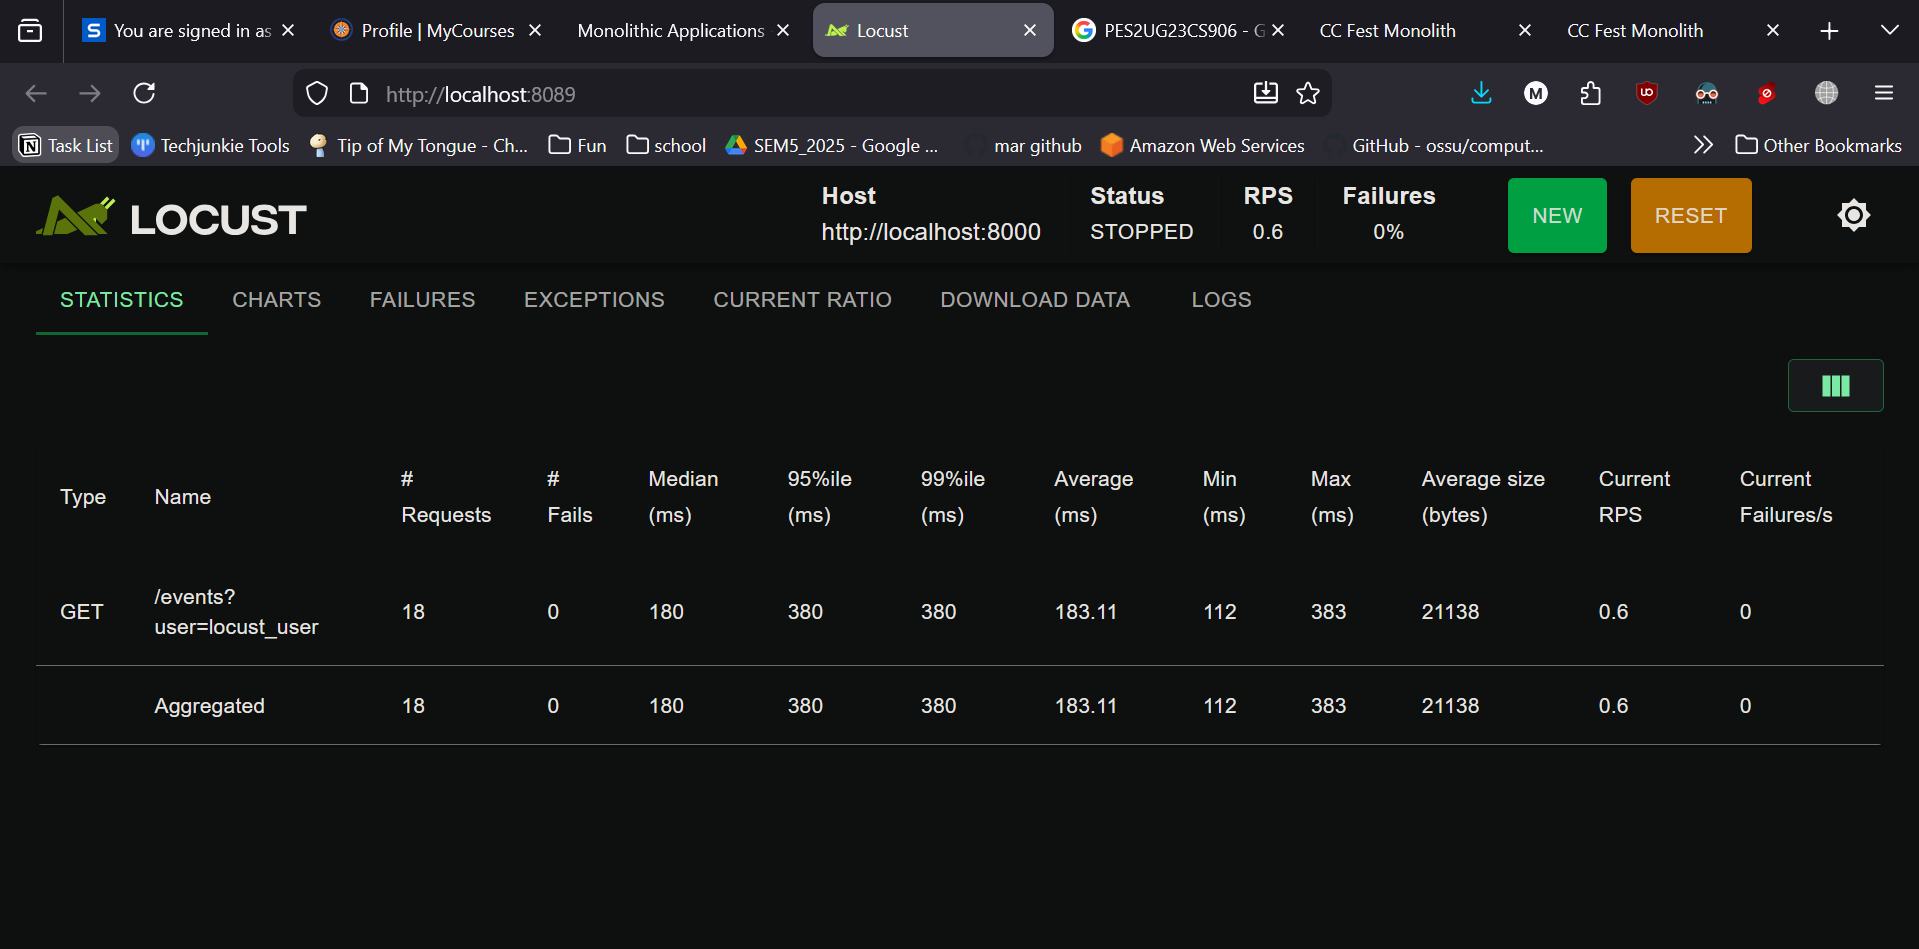 You are signed in as
Profile | MyCourses
Monolithic Applications
Locust
PES2UG23CS906 - G
CC Fest Monolith
CC Fest Monolith
http://localhost:8089
M
Task List
Techjunkie Tools
Tip of My Tongue - Ch...
Fun
school
SEM5_2025 - Google ...
mar github
Amazon Web Services
GitHub - ossu/comput...
Other Bookmarks
LOCUST
Host
http://localhost:8000
Status
STOPPED
RPS
0.6
Failures
0%
NEW
RESET
STATISTICS CHARTS FAILURES EXCEPTIONS CURRENT RATIO DOWNLOAD DATA LOGS
Type Name # Requests # Fails Median (ms) 95%ile (ms) 99%ile (ms) Average (ms) Min (ms) Max (ms) Average size (bytes) Current RPS Current Failures/s
GET /events?user=locust_user 18 0 180 380 380 183.11 112 383 21138 0.6 0
Aggregated 18 0 180 380 380 183.11 112 383 21138 0.6 0